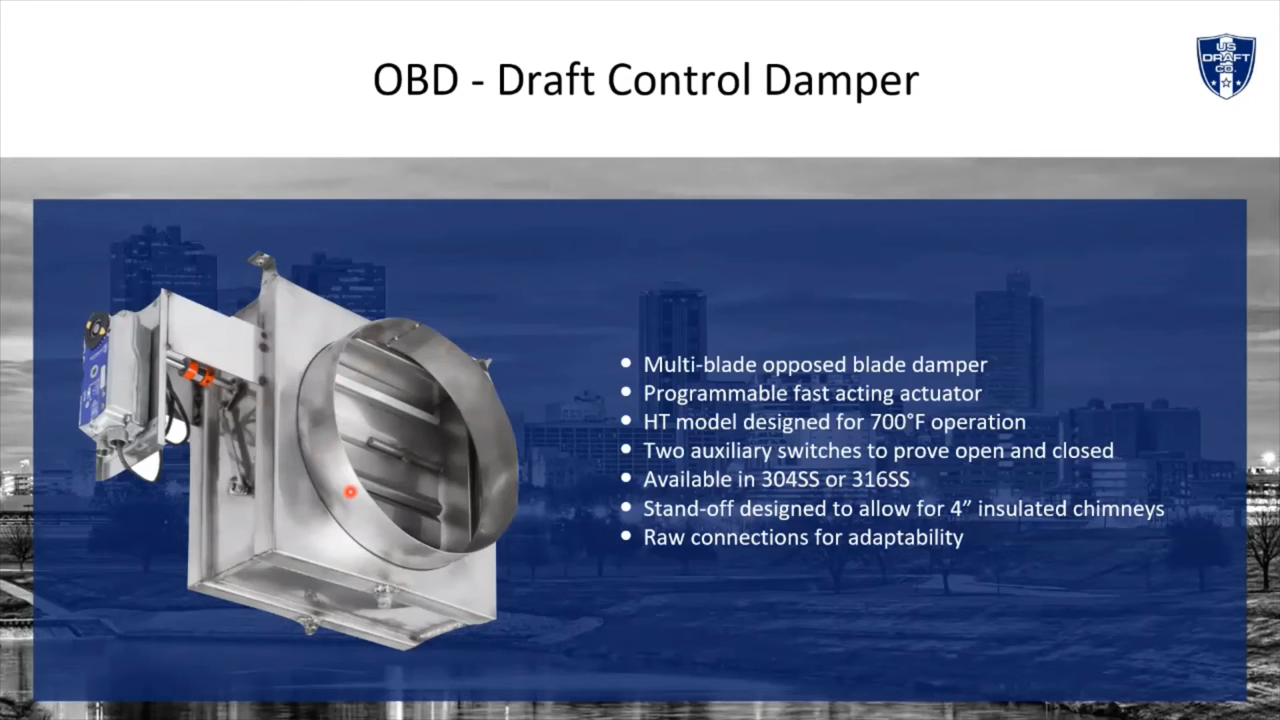 OBD - Draft Control Damper
US
DRAFT
CO.
• Multi-blade opposed blade damper
• Programmable fast acting actuator
• HT model designed for 700°F operation
• Two auxiliary switches to prove open and closed
• Available in 304SS or 316SS
• Stand-off designed to allow for 4” insulated chimneys
• Raw connections for adaptability